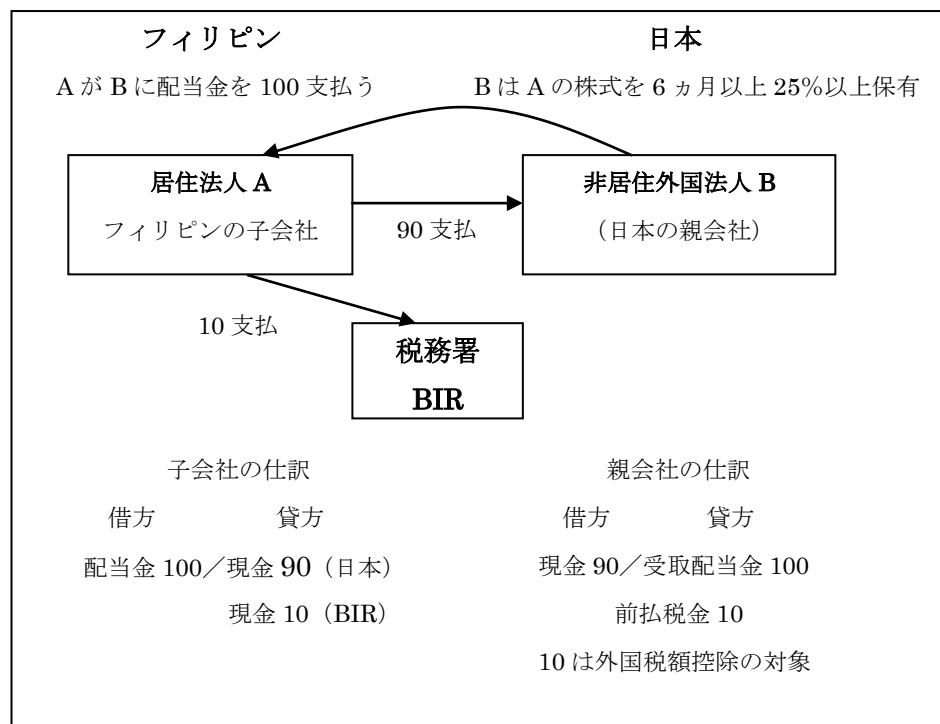 フィリピン 日本
A が B に配当金を 100 支払う B は A の株式を 6 ヵ月以上 25%以上保有
居住法人 A
フィリピンの子会社
90 支払
非居住外国法人 B
（日本の親会社）
10 支払
税務署
BIR
子会社の仕訳
借方 貸方
配当金 100／現金 90（日本）
現金 10（BIR）
親会社の仕訳
借方 貸方
現金 90／受取配当金 100
前払税金 10
10 は外国税額控除の対象